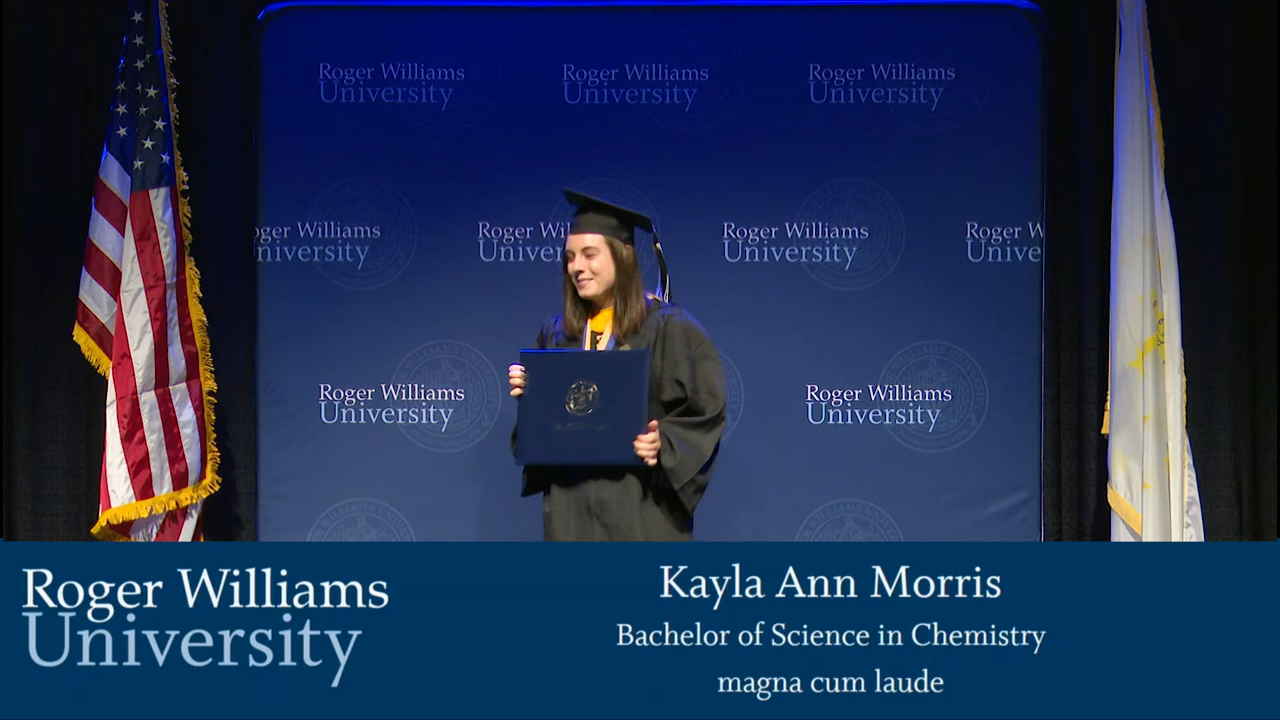 Roger Williams
University
Roger Williams
University
Roger Williams
University
ger Williams
niversity
Roger Wi
Univer
Roger Williams
University
Roger W
Unive
Roger Williams
University
Roger Williams
University
Roger Williams
University
Kayla Ann Morris
Bachelor of Science in Chemistry
magna cum laude